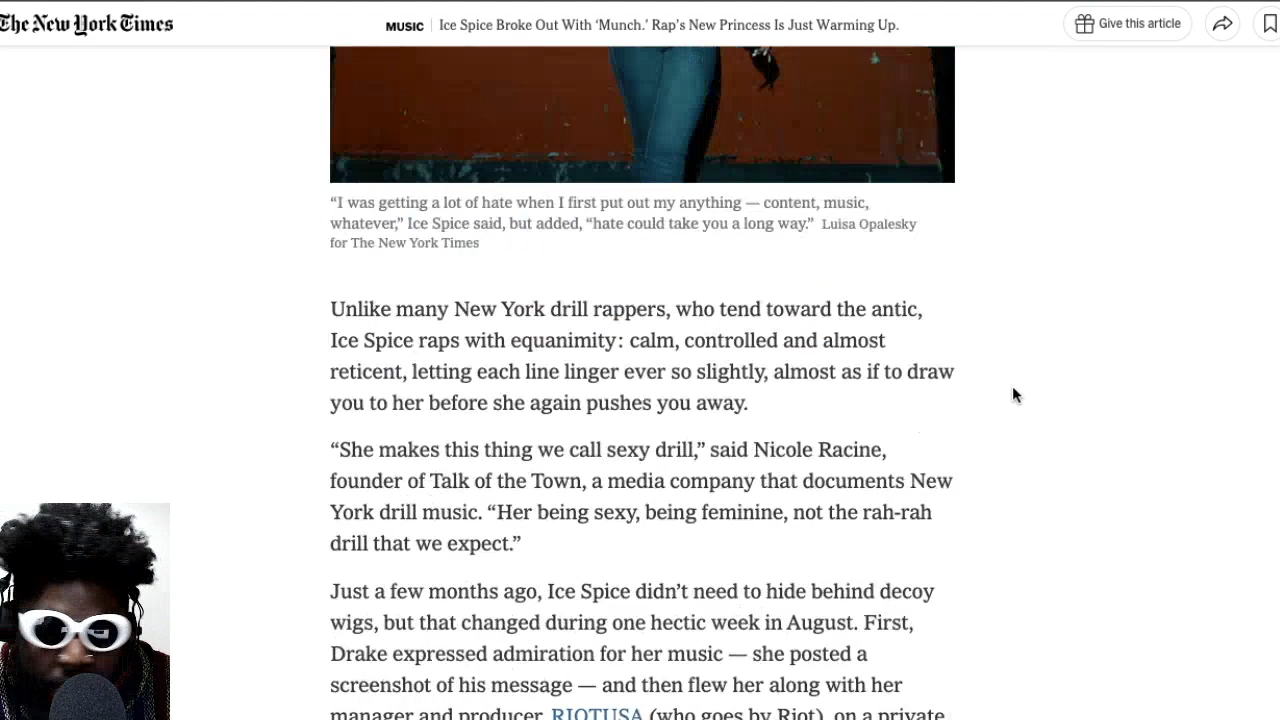 The New York Times
MUSIC Ice Spice Broke Out With ‘Munch.’ Rap’s New Princess Is Just Warming Up.
Give this article
“I was getting a lot of hate when I first put out my anything — content, music,
whatever,” Ice Spice said, but added, “hate could take you a long way.” Luisa Opalesky
for The New York Times
Unlike many New York drill rappers, who tend toward the antic,
Ice Spice raps with equanimity: calm, controlled and almost
reticent, letting each line linger ever so slightly, almost as if to draw
you to her before she again pushes you away.
“She makes this thing we call sexy drill,” said Nicole Racine,
founder of Talk of the Town, a media company that documents New
York drill music. “Her being sexy, being feminine, not the rah-rah
drill that we expect.”
Just a few months ago, Ice Spice didn’t need to hide behind decoy
wigs, but that changed during one hectic week in August. First,
Drake expressed admiration for her music — she posted a
screenshot of his message — and then flew her along with her
manager and producer, RIOTUSA (who goes by Riot), on a private